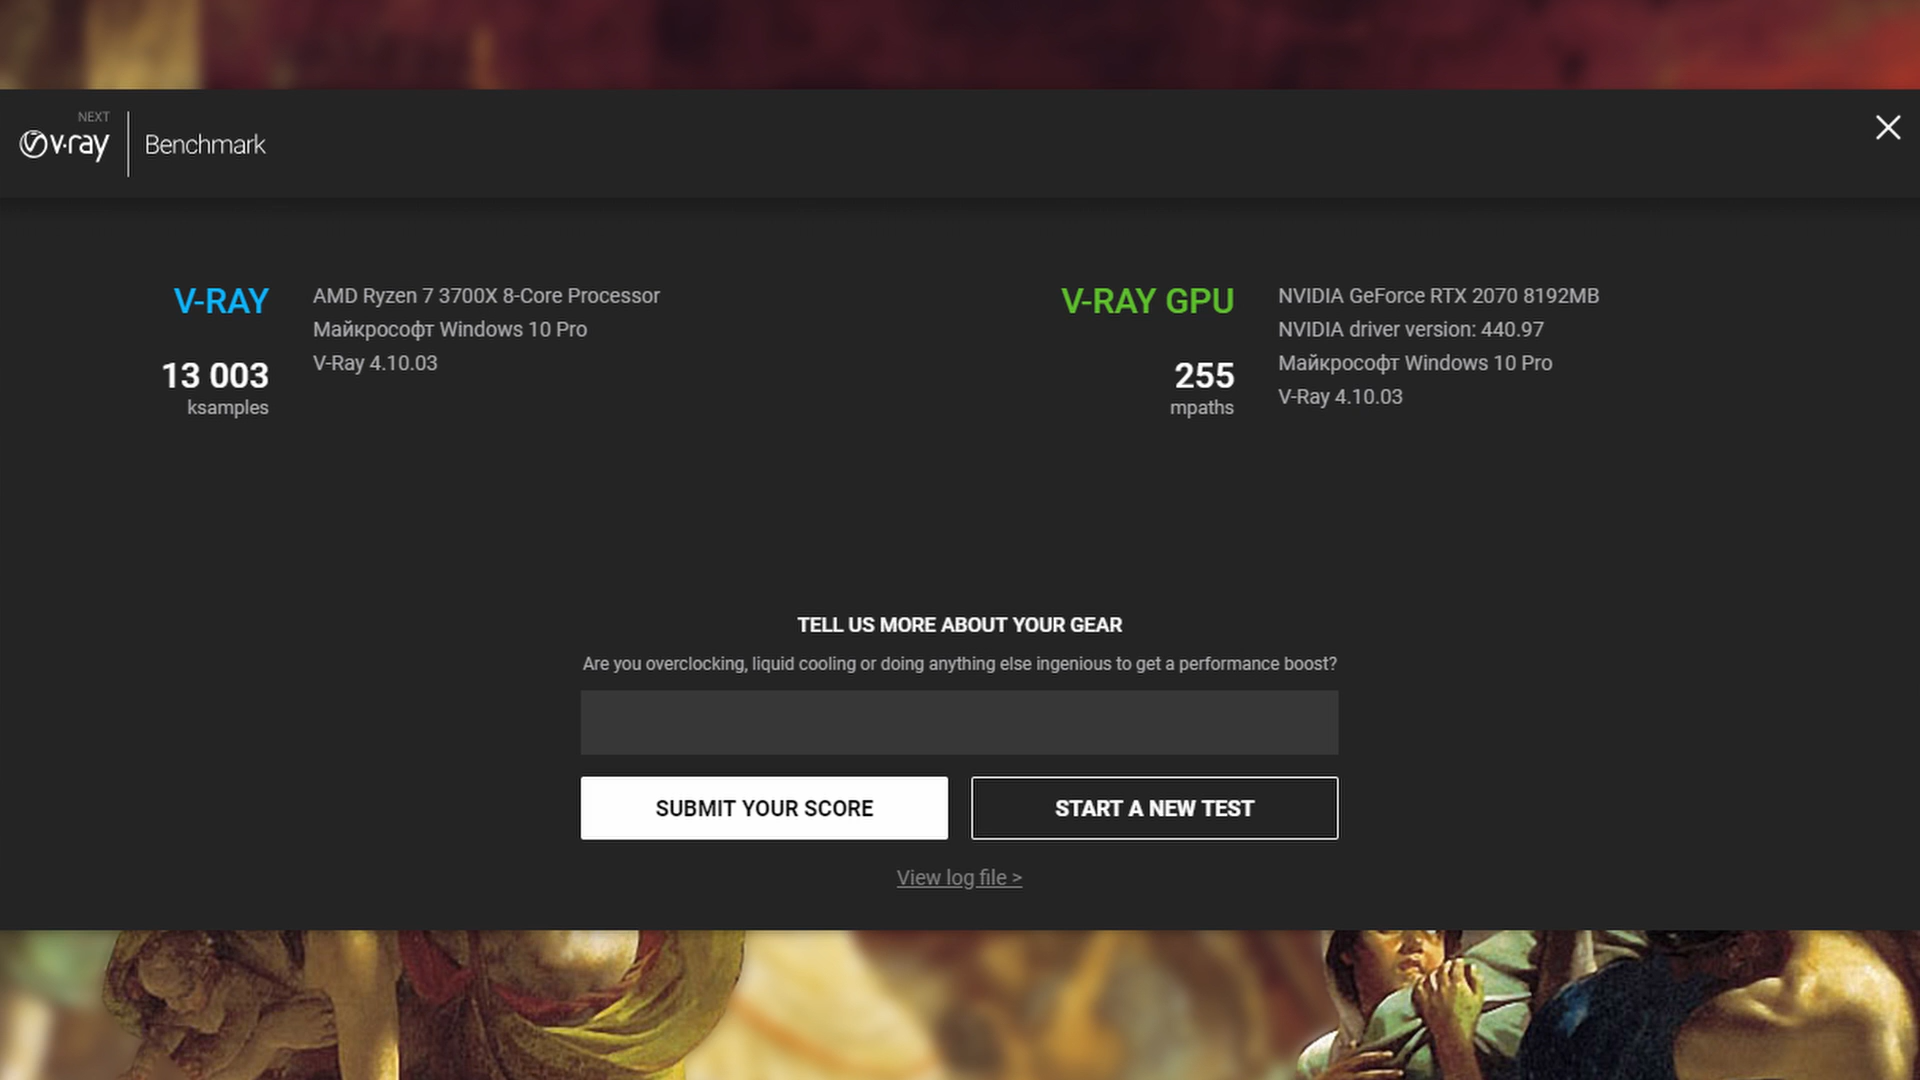 NEXT
v·ray
Benchmark
V-RAY
13 003
ksamples
AMD Ryzen 7 3700X 8-Core Processor
Майкрософт Windows 10 Pro
V-Ray 4.10.03
V-RAY GPU
255
mpaths
NVIDIA GeForce RTX 2070 8192MB
NVIDIA driver version: 440.97
Майкрософт Windows 10 Pro
V-Ray 4.10.03
TELL US MORE ABOUT YOUR GEAR
Are you overclocking, liquid cooling or doing anything else ingenious to get a performance boost?
SUBMIT YOUR SCORE
START A NEW TEST
View log file >